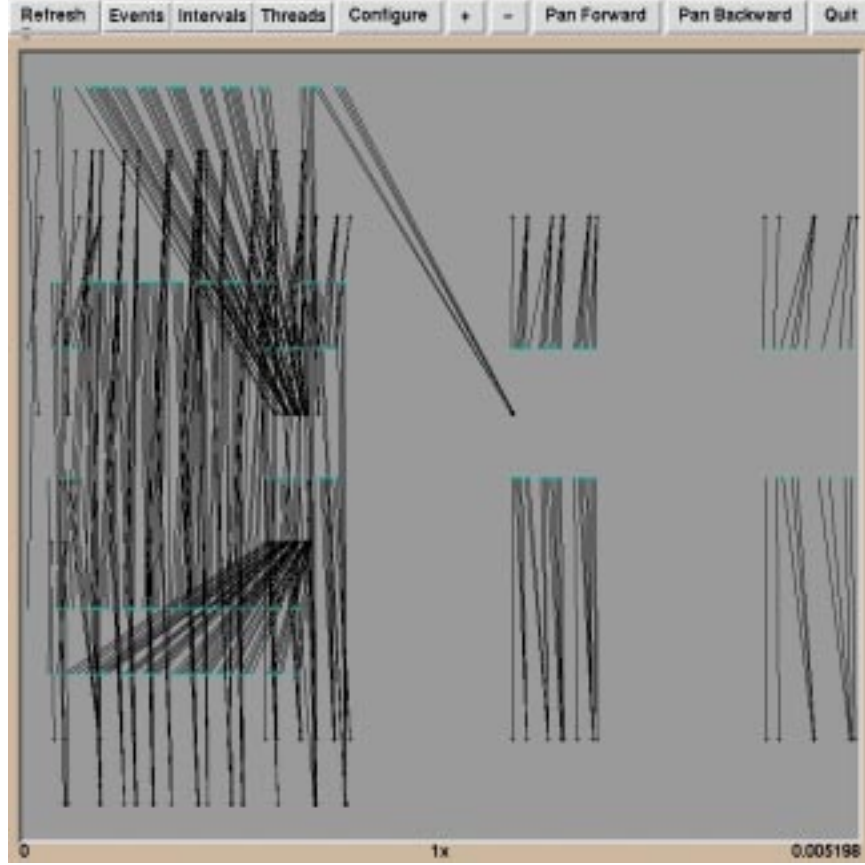 Refresh Events Intervals Threads Configure + - Pan Forward Pan Backward Quit
0 1x 0.005198